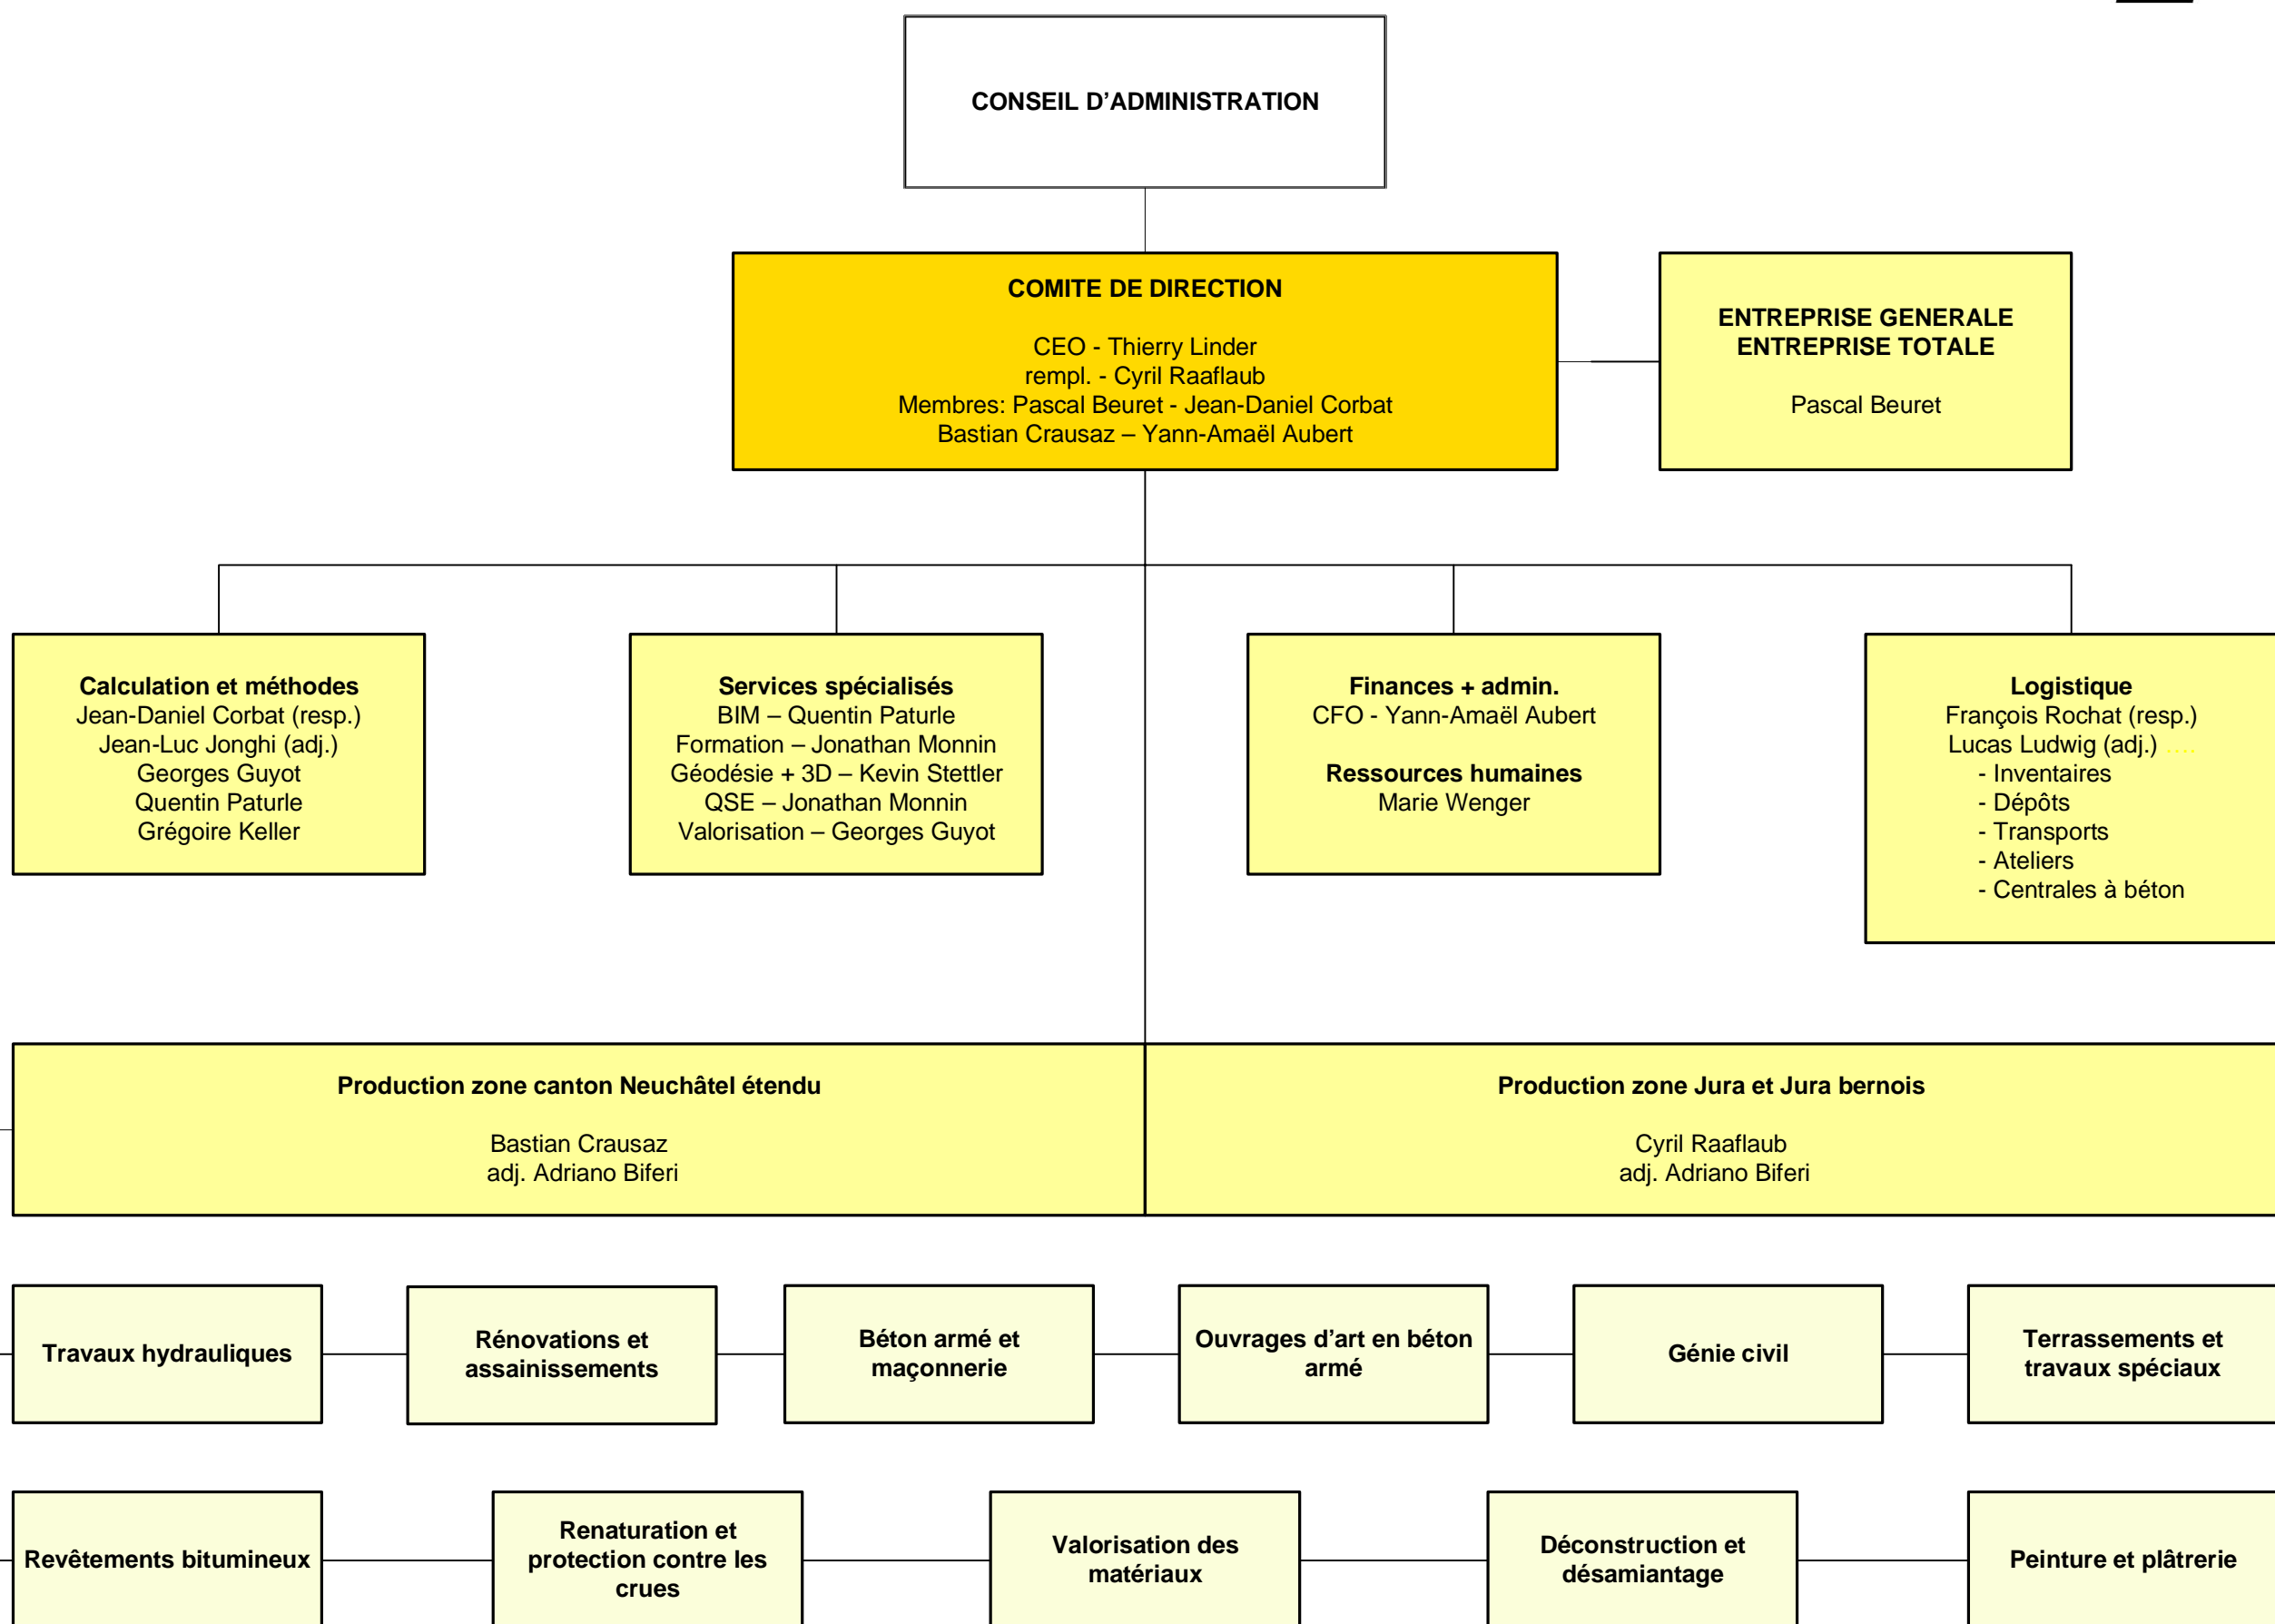 CONSEIL D’ADMINISTRATION
COMITE DE DIRECTION
CEO - Thierry Linder
rempl. - Cyril Raaflaub
Membres: Pascal Beuret - Jean-Daniel Corbat
Bastian Crausaz – Yann-Amaël Aubert
ENTREPRISE GENERALE
ENTREPRISE TOTALE
Pascal Beuret
Calculation et méthodes
Jean-Daniel Corbat (resp.)
Jean-Luc Jonghi (adj.)
Georges Guyot
Quentin Paturle
Grégoire Keller
Services spécialisés
BIM – Quentin Paturle
Formation – Jonathan Monnin
Géodésie + 3D – Kevin Stettler
QSE – Jonathan Monnin
Valorisation – Georges Guyot
Finances + admin.
CFO - Yann-Amaël Aubert
Ressources humaines
Marie Wenger
Logistique
François Rochat (resp.)
Lucas Ludwig (adj.) ....
- Inventaires
- Dépôts
- Transports
- Ateliers
- Centrales à béton
Production zone canton Neuchâtel étendu
Bastian Crausaz
adj. Adriano Biferi
Production zone Jura et Jura bernois
Cyril Raaflaub
adj. Adriano Biferi
Travaux hydrauliques
Rénovations et
assainissements
Béton armé et
maçonnerie
Ouvrages d’art en béton
armé
Génie civil
Terrassements et
travaux spéciaux
Revêtements bitumineux
Renaturation et
protection contre les
crues
Valorisation des
matériaux
Déconstruction et
désamiantage
Peinture et plâtrerie